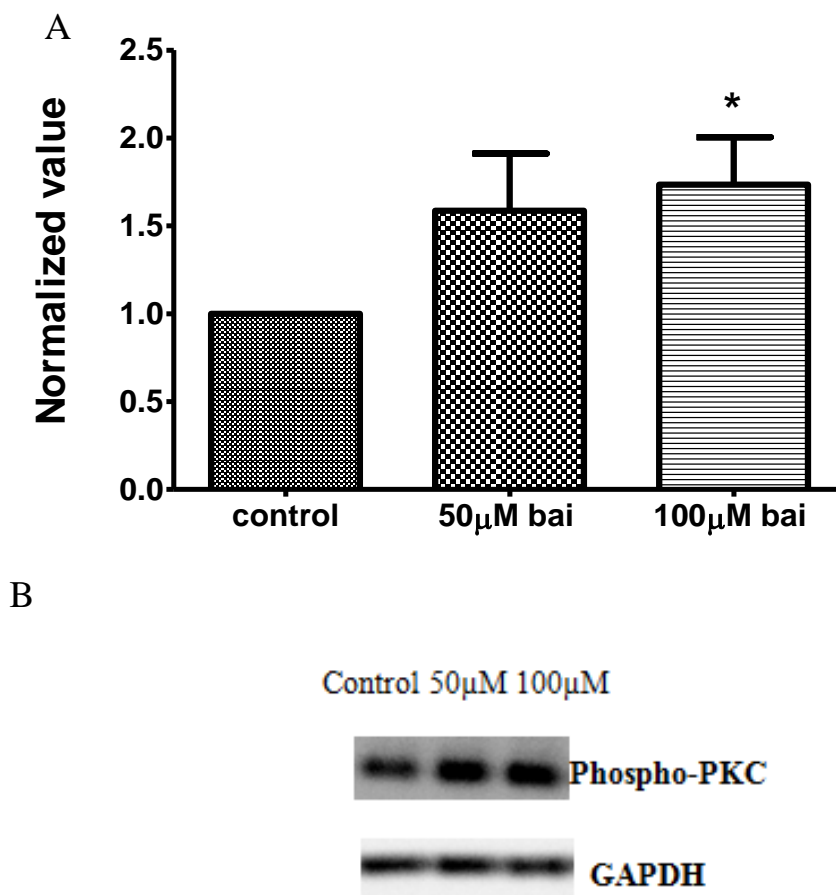 A
Normalized value
2.5
2.0
1.5
1.0
0.5
0.0
*
control 50μM bai 100μM bai
B
Control 50μM 100μM
Phospho-PKC
GAPDH